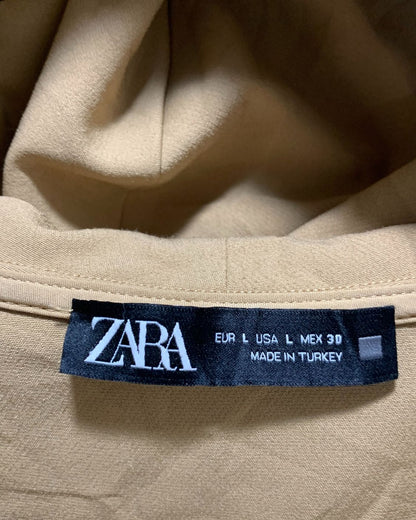 ZARA
EUR L USA L MEX 30
MADE IN TURKEY